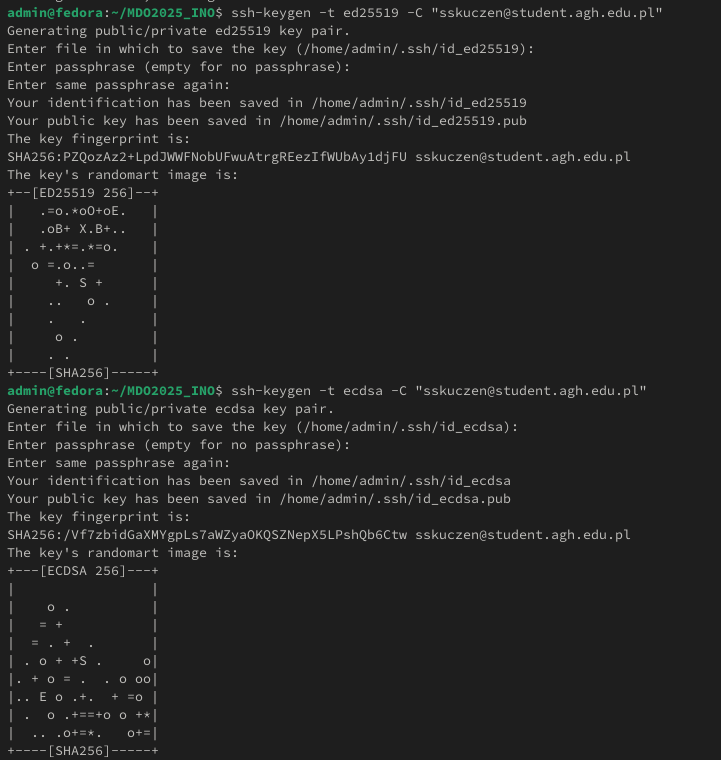 admin@fedora:~/MDO2025_INO$ ssh-keygen -t ed25519 -C "sskuczen@student.agh.edu.pl"
Generating public/private ed25519 key pair.
Enter file in which to save the key (/home/admin/.ssh/id_ed25519):
Enter passphrase (empty for no passphrase):
Enter same passphrase again:
Your identification has been saved in /home/admin/.ssh/id_ed25519
Your public key has been saved in /home/admin/.ssh/id_ed25519.pub
The key fingerprint is:
SHA256:PZQozAz2+LpdJWWFNobUFwuAtrgREezIfWUbAy1djFU sskuczen@student.agh.edu.pl
The key's randomart image is:
+--[ED25519 256]--+
|   .=o.*oO+oE.   |
|   .oB+ X.B+..   |
| . +.+*=.*=o.    |
|  o =.o..=       |
|     +. S +      |
|    ..   o .     |
|    .   .        |
|     o .         |
|    . .          |
+----[SHA256]-----+
admin@fedora:~/MDO2025_INO$ ssh-keygen -t ecdsa -C "sskuczen@student.agh.edu.pl"
Generating public/private ecdsa key pair.
Enter file in which to save the key (/home/admin/.ssh/id_ecdsa):
Enter passphrase (empty for no passphrase):
Enter same passphrase again:
Your identification has been saved in /home/admin/.ssh/id_ecdsa
Your public key has been saved in /home/admin/.ssh/id_ecdsa.pub
The key fingerprint is:
SHA256:/Vf7zbidGaXMYgpLs7aWZyaOKQSZNepX5LPshQb6Ctw sskuczen@student.agh.edu.pl
The key's randomart image is:
+---[ECDSA 256]---+
|                 |
|    o .          |
|   = +           |
|  = . +  .       |
| . o + +S .     o|
|. + o = .  . o oo|
|.. E o .+.  + =o |
| .  o .+==+o o +*|
|  .. .o+=*.   o+=|
+----[SHA256]-----+